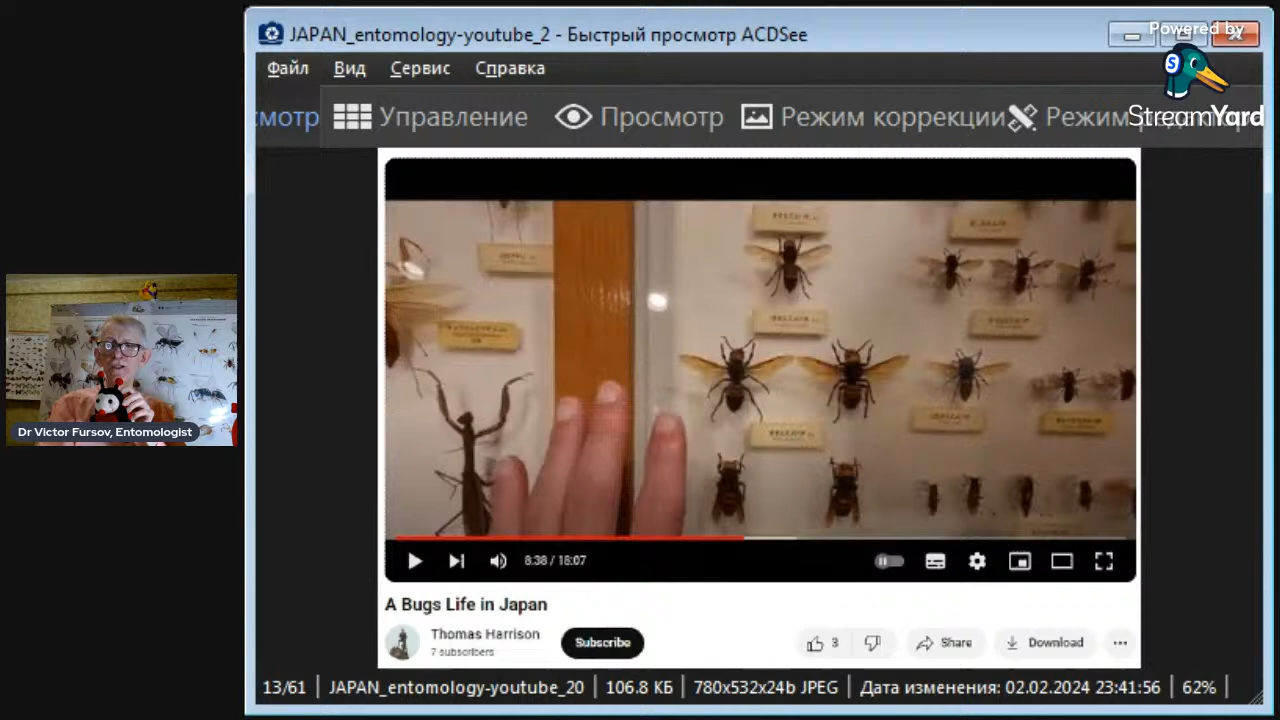 JAPAN_entomology-youtube_2 - Быстрый просмотр ACDSee
Powered by
StreamYard
Файл Вид Сервис Справка
смотр Управление Просмотр Режим коррекции Режим
8:38 / 18:07
A Bugs Life in Japan
Thomas Harrison
7 subscribers
Subscribe
3 Share Download
Dr Victor Fursov, Entomologist
13/61 JAPAN_entomology-youtube_20 106.8 КБ 780x532x24b JPEG Дата изменения: 02.02.2024 23:41:56 62%